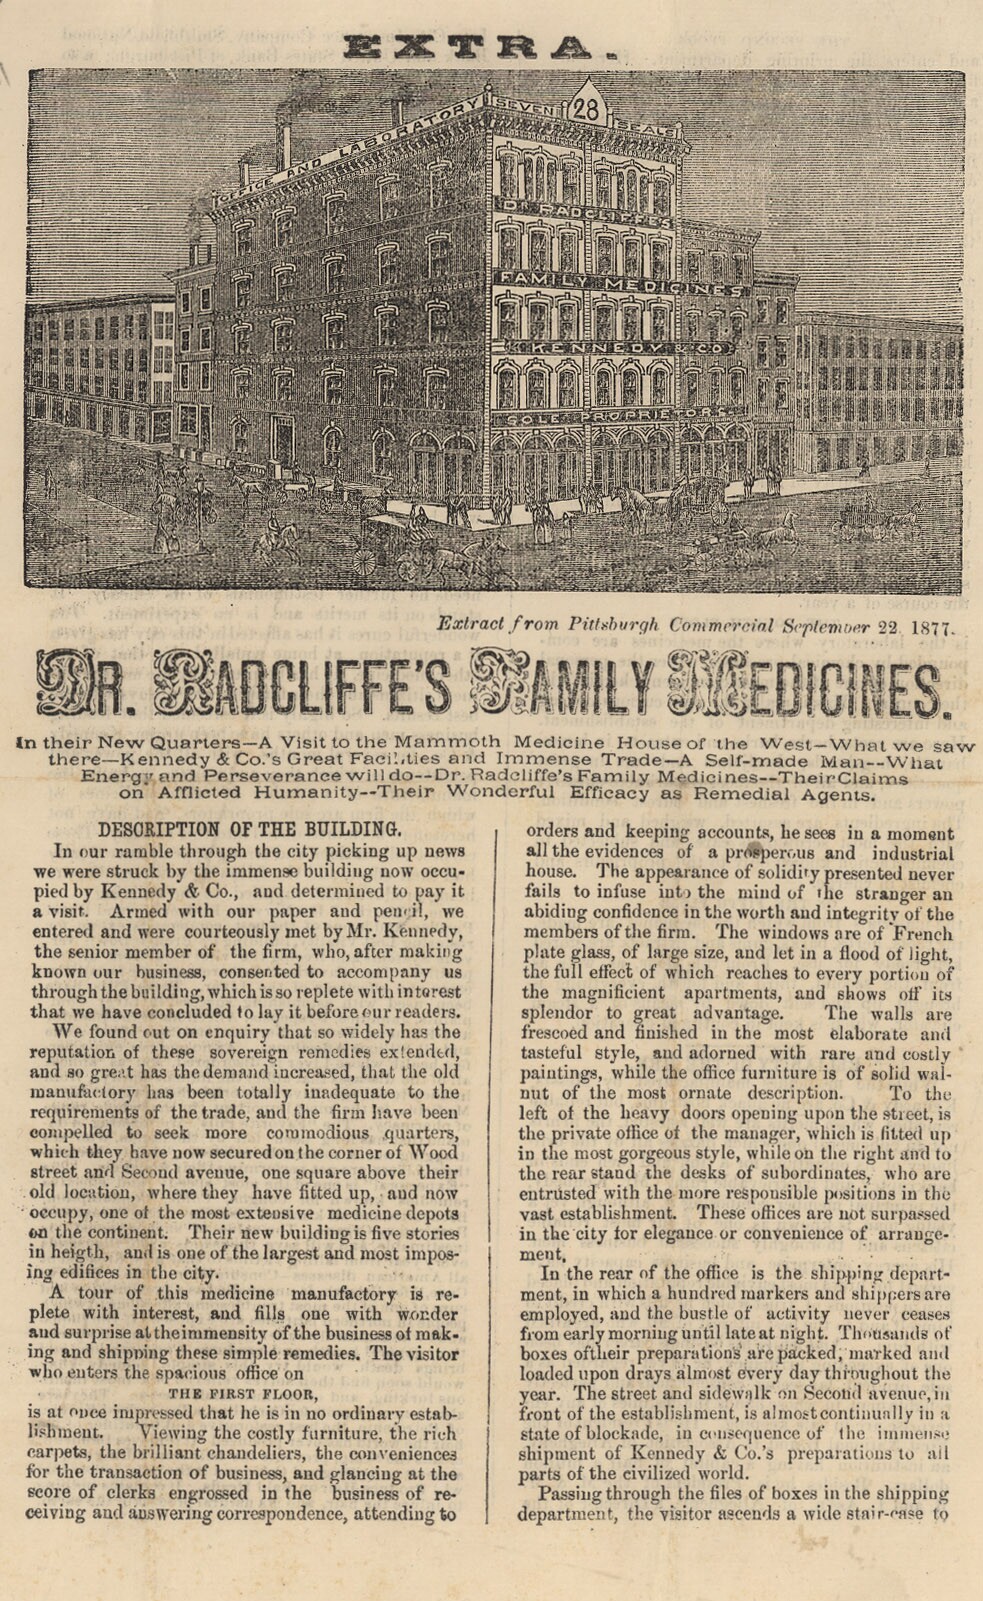 EXTRA.
OFFICE AND LABORATORY
SEVEN 28 SEALS
DR RADCLIFFE'S
FAMILY MEDICINES
KENNEDY & CO
SOLE PROPRIETORS.
Extract from Pittsburgh Commercial September 22. 1877.
DR. RADCLIFFE'S FAMILY MEDICINES.
In their New Quarters—A Visit to the Mammoth Medicine House of the West—What we saw
there—Kennedy & Co.'s Great Facilities and Immense Trade—A Self-made Man--What
Energy and Perseverance will do--Dr. Radcliffe's Family Medicines--Their Claims
on Afflicted Humanity--Their Wonderful Efficacy as Remedial Agents.
DESCRIPTION OF THE BUILDING.
In our ramble through the city picking up news
we were struck by the immense building now occu-
pied by Kennedy & Co., and determined to pay it
a visit. Armed with our paper and pencil, we
entered and were courteously met by Mr. Kennedy,
the senior member of the firm, who, after making
known our business, consented to accompany us
through the building, which is so replete with interest
that we have concluded to lay it before our readers.
We found out on enquiry that so widely has the
reputation of these sovereign remedies extended,
and so great has the demand increased, that the old
manufactory has been totally inadequate to the
requirements of the trade, and the firm have been
compelled to seek more commodious quarters,
which they have now secured on the corner of Wood
street and Second avenue, one square above their
old location, where they have fitted up, and now
occupy, one of the most extensive medicine depots
on the continent. Their new building is five stories
in heigth, and is one of the largest and most impos-
ing edifices in the city.
A tour of this medicine manufactory is re-
plete with interest, and fills one with wonder
and surprise at the immensity of the business of mak-
ing and shipping these simple remedies. The visitor
who enters the spacious office on
THE FIRST FLOOR,
is at once impressed that he is in no ordinary estab-
lishment. Viewing the costly furniture, the rich
carpets, the brilliant chandeliers, the conveniences
for the transaction of business, and glancing at the
score of clerks engrossed in the business of re-
ceiving and answering correspondence, attending to
orders and keeping accounts, he sees in a moment
all the evidences of a prosperous and industrial
house. The appearance of solidity presented never
fails to infuse into the mind of the stranger an
abiding confidence in the worth and integrity of the
members of the firm. The windows are of French
plate glass, of large size, and let in a flood of light,
the full effect of which reaches to every portion of
the magnificient apartments, and shows off its
splendor to great advantage. The walls are
frescoed and finished in the most elaborate and
tasteful style, and adorned with rare and costly
paintings, while the office furniture is of solid wal-
nut of the most ornate description. To the
left of the heavy doors opening upon the street, is
the private office of the manager, which is fitted up
in the most gorgeous style, while on the right and to
the rear stand the desks of subordinates, who are
entrusted with the more responsible positions in the
vast establishment. These offices are not surpassed
in the city for elegance or convenience of arrange-
ment.
In the rear of the office is the shipping depart-
ment, in which a hundred markers and shippers are
employed, and the bustle of activity never ceases
from early morning until late at night. Thousands of
boxes oftheir preparations are packed, marked and
loaded upon drays almost every day throughout the
year. The street and sidewalk on Second avenue, in
front of the establishment, is almost continually in a
state of blockade, in consequence of the immense
shipment of Kennedy & Co.'s preparations to all
parts of the civilized world.
Passing through the files of boxes in the shipping
department, the visitor ascends a wide stair-case to